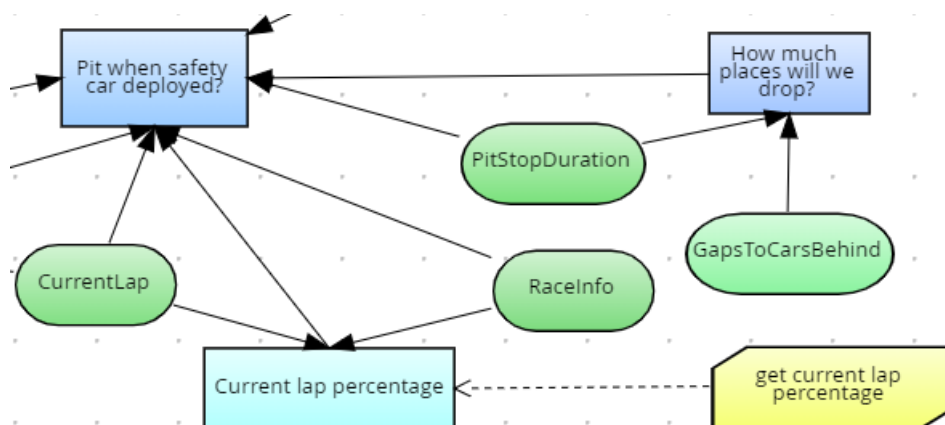 Pit when safety
car deployed?
How much
places will we
drop?
PitStopDuration
GapsToCarsBehind
CurrentLap
RaceInfo
Current lap percentage
get current lap
percentage